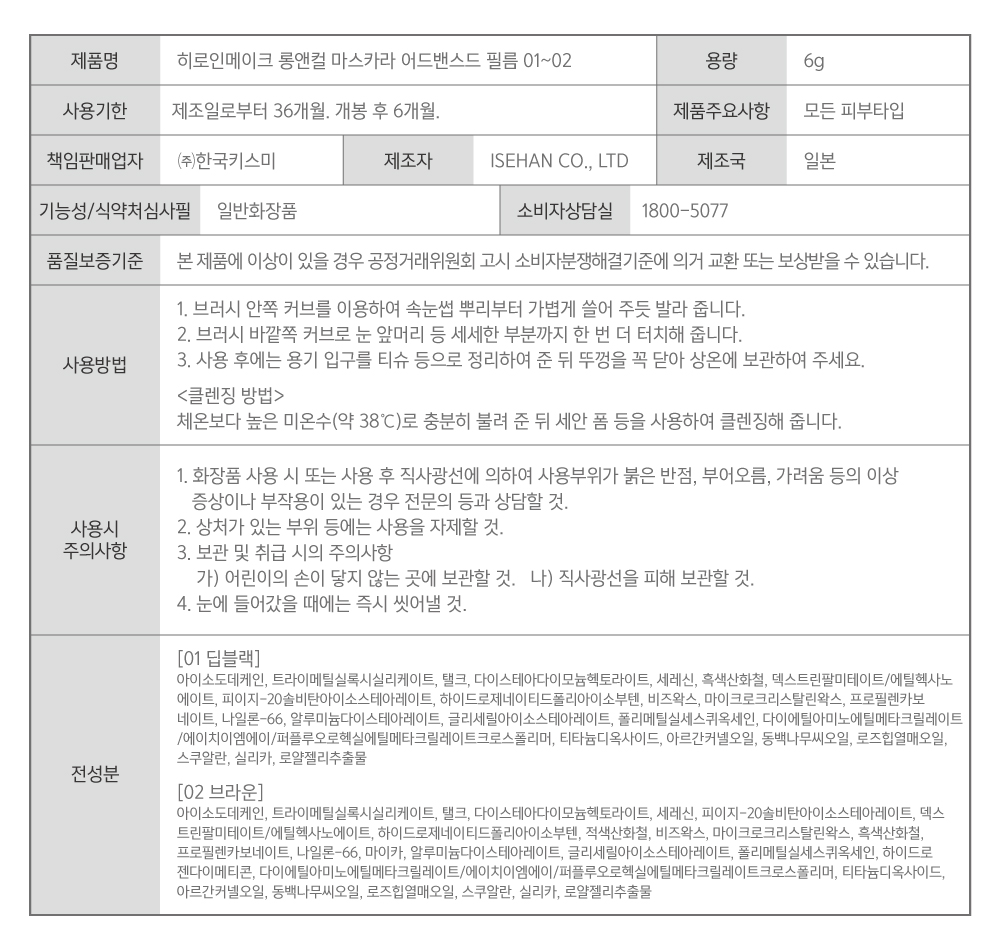 제품명 히로인메이크 롱앤컬 마스카라 어드밴스드 필름 01~02 용량 6g
사용기한 제조일로부터 36개월. 개봉 후 6개월. 제품주요사항 모든 피부타입
책임판매업자 ㈜한국키스미 제조자 ISEHAN CO., LTD 제조국 일본
기능성/식약처심사필 일반화장품 소비자상담실 1800-5077
품질보증기준 본 제품에 이상이 있을 경우 공정거래위원회 고시 소비자분쟁해결기준에 의거 교환 또는 보상받을 수 있습니다.
사용방법
1. 브러시 안쪽 커브를 이용하여 속눈썹 뿌리부터 가볍게 쓸어 주듯 발라 줍니다.
2. 브러시 바깥쪽 커브로 눈 앞머리 등 세세한 부분까지 한 번 더 터치해 줍니다.
3. 사용 후에는 용기 입구를 티슈 등으로 정리하여 준 뒤 뚜껑을 꼭 닫아 상온에 보관하여 주세요.
<클렌징 방법>
체온보다 높은 미온수(약 38℃)로 충분히 불려 준 뒤 세안 폼 등을 사용하여 클렌징해 줍니다.
사용시
주의사항
1. 화장품 사용 시 또는 사용 후 직사광선에 의하여 사용부위가 붉은 반점, 부어오름, 가려움 등의 이상
증상이나 부작용이 있는 경우 전문의 등과 상담할 것.
2. 상처가 있는 부위 등에는 사용을 자제할 것.
3. 보관 및 취급 시의 주의사항
가) 어린이의 손이 닿지 않는 곳에 보관할 것. 나) 직사광선을 피해 보관할 것.
4. 눈에 들어갔을 때에는 즉시 씻어낼 것.
전성분
[01 딥블랙]
아이소도데케인, 트라이메틸실록시실리케이트, 탤크, 다이스테아다이모늄헥토라이트, 세레신, 흑색산화철, 덱스트린팔미테이트/에틸헥사노
에이트, 피이지-20솔비탄아이소스테아레이트, 하이드로제네이티드폴리아이소부텐, 비즈왁스, 마이크로크리스탈린왁스, 프로필렌카보
네이트, 나일론-66, 알루미늄다이스테아레이트, 글리세릴아이소스테아레이트, 폴리메틸실세스퀴옥세인, 다이에틸아미노에틸메타크릴레이트
/에이치이엠에이/퍼플루오로헥실에틸메타크릴레이트크로스폴리머, 티타늄디옥사이드, 아르간커넬오일, 동백나무씨오일, 로즈힙열매오일,
스쿠알란, 실리카, 로얄젤리추출물
[02 브라운]
아이소도데케인, 트라이메틸실록시실리케이트, 탤크, 다이스테아다이모늄헥토라이트, 세레신, 피이지-20솔비탄아이소스테아레이트, 덱스
트린팔미테이트/에틸헥사노에이트, 하이드로제네이티드폴리아이소부텐, 적색산화철, 비즈왁스, 마이크로크리스탈린왁스, 흑색산화철,
프로필렌카보네이트, 나일론-66, 마이카, 알루미늄다이스테아레이트, 글리세릴아이소스테아레이트, 폴리메틸실세스퀴옥세인, 하이드로
젠다이메티콘, 다이에틸아미노에틸메타크릴레이트/에이치이엠에이/퍼플루오로헥실에틸메타크릴레이트크로스폴리머, 티타늄디옥사이드,
아르간커넬오일, 동백나무씨오일, 로즈힙열매오일, 스쿠알란, 실리카, 로얄젤리추출물